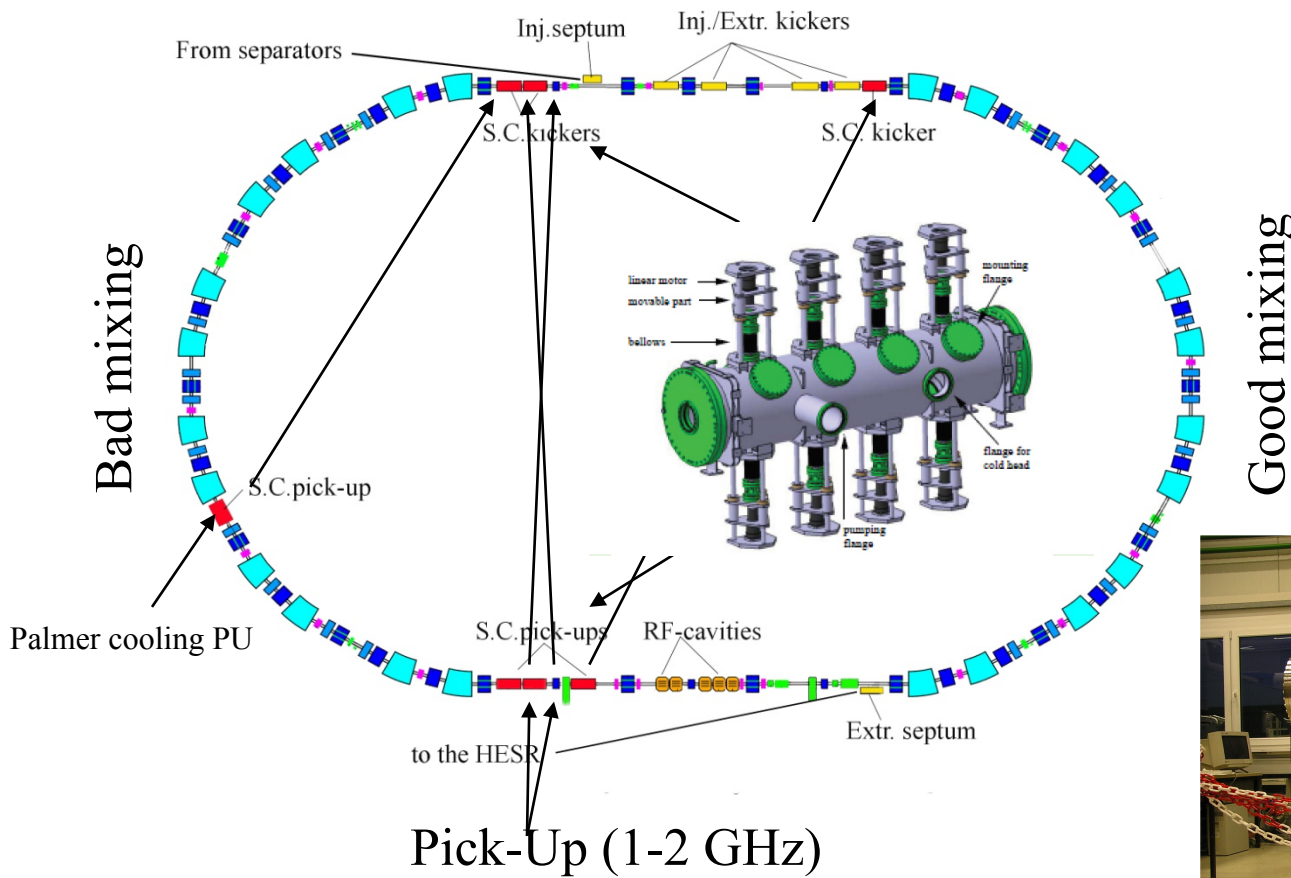 Inj.septum
Inj./Extr. kickers
From separators
S.C.kickers
S.C. kicker
Bad mixing
Good mixing
linear motor
movable part
bellows
mounting
flange
flange for
cold head
pumping
flange
S.C.pick-up
Palmer cooling PU
S.C.pick-ups
RF-cavities
to the HESR
Extr. septum
Pick-Up (1-2 GHz)